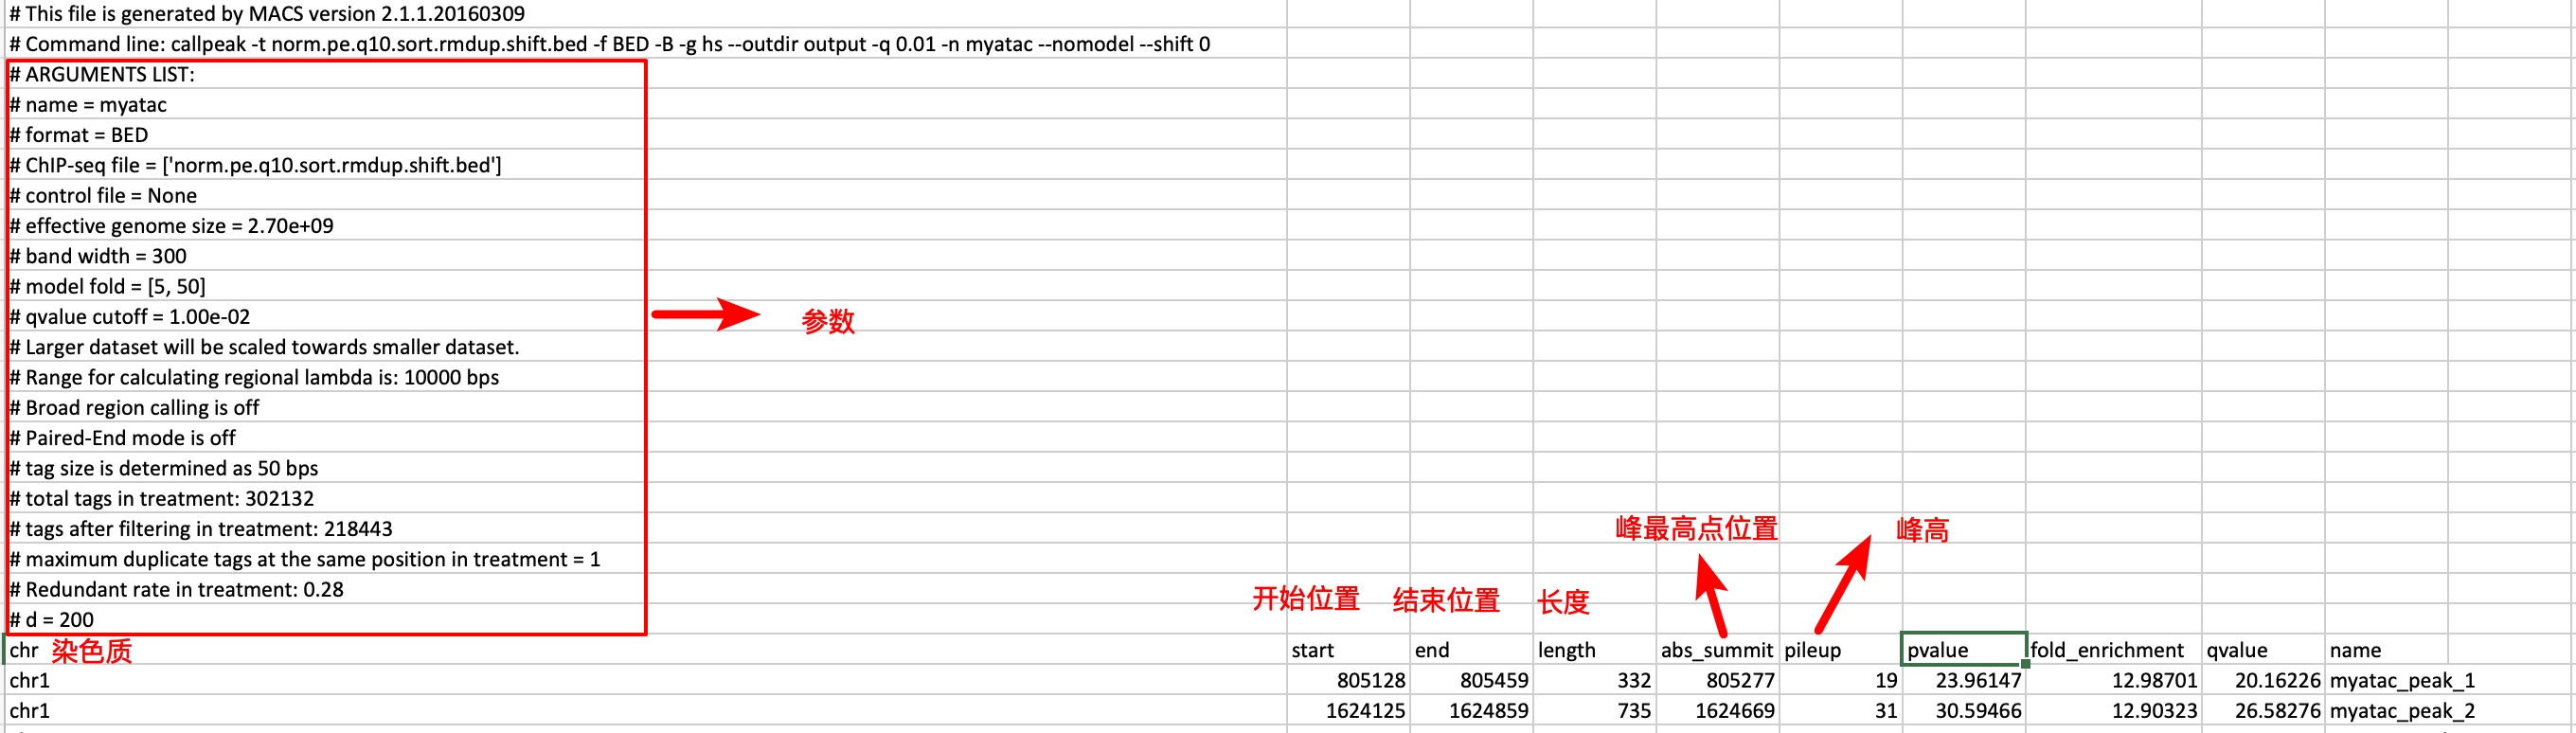 # This file is generated by MACS version 2.1.1.20160309
# Command line: callpeak -t norm.pe.q10.sort.rmdup.shift.bed -f BED -B -g hs --outdir output -q 0.01 -n myatac --nomodel --shift 0
# ARGUMENTS LIST:
# name = myatac
# format = BED
# ChIP-seq file = ['norm.pe.q10.sort.rmdup.shift.bed']
# control file = None
# effective genome size = 2.70e+09
# band width = 300
# model fold = [5, 50]
# qvalue cutoff = 1.00e-02
参数
# Larger dataset will be scaled towards smaller dataset.
# Range for calculating regional lambda is: 10000 bps
# Broad region calling is off
# Paired-End mode is off
# tag size is determined as 50 bps
# total tags in treatment: 302132
# tags after filtering in treatment: 218443
峰最高点位置 峰高
# maximum duplicate tags at the same position in treatment = 1
# Redundant rate in treatment: 0.28
开始位置 结束位置 长度
# d = 200
chr 染色质 start end length abs_summit pileup pvalue fold_enrichment qvalue name
chr1 805128 805459 332 805277 19 23.96147 12.98701 20.16226 myatac_peak_1
chr1 1624125 1624859 735 1624669 31 30.59466 12.90323 26.58276 myatac_peak_2